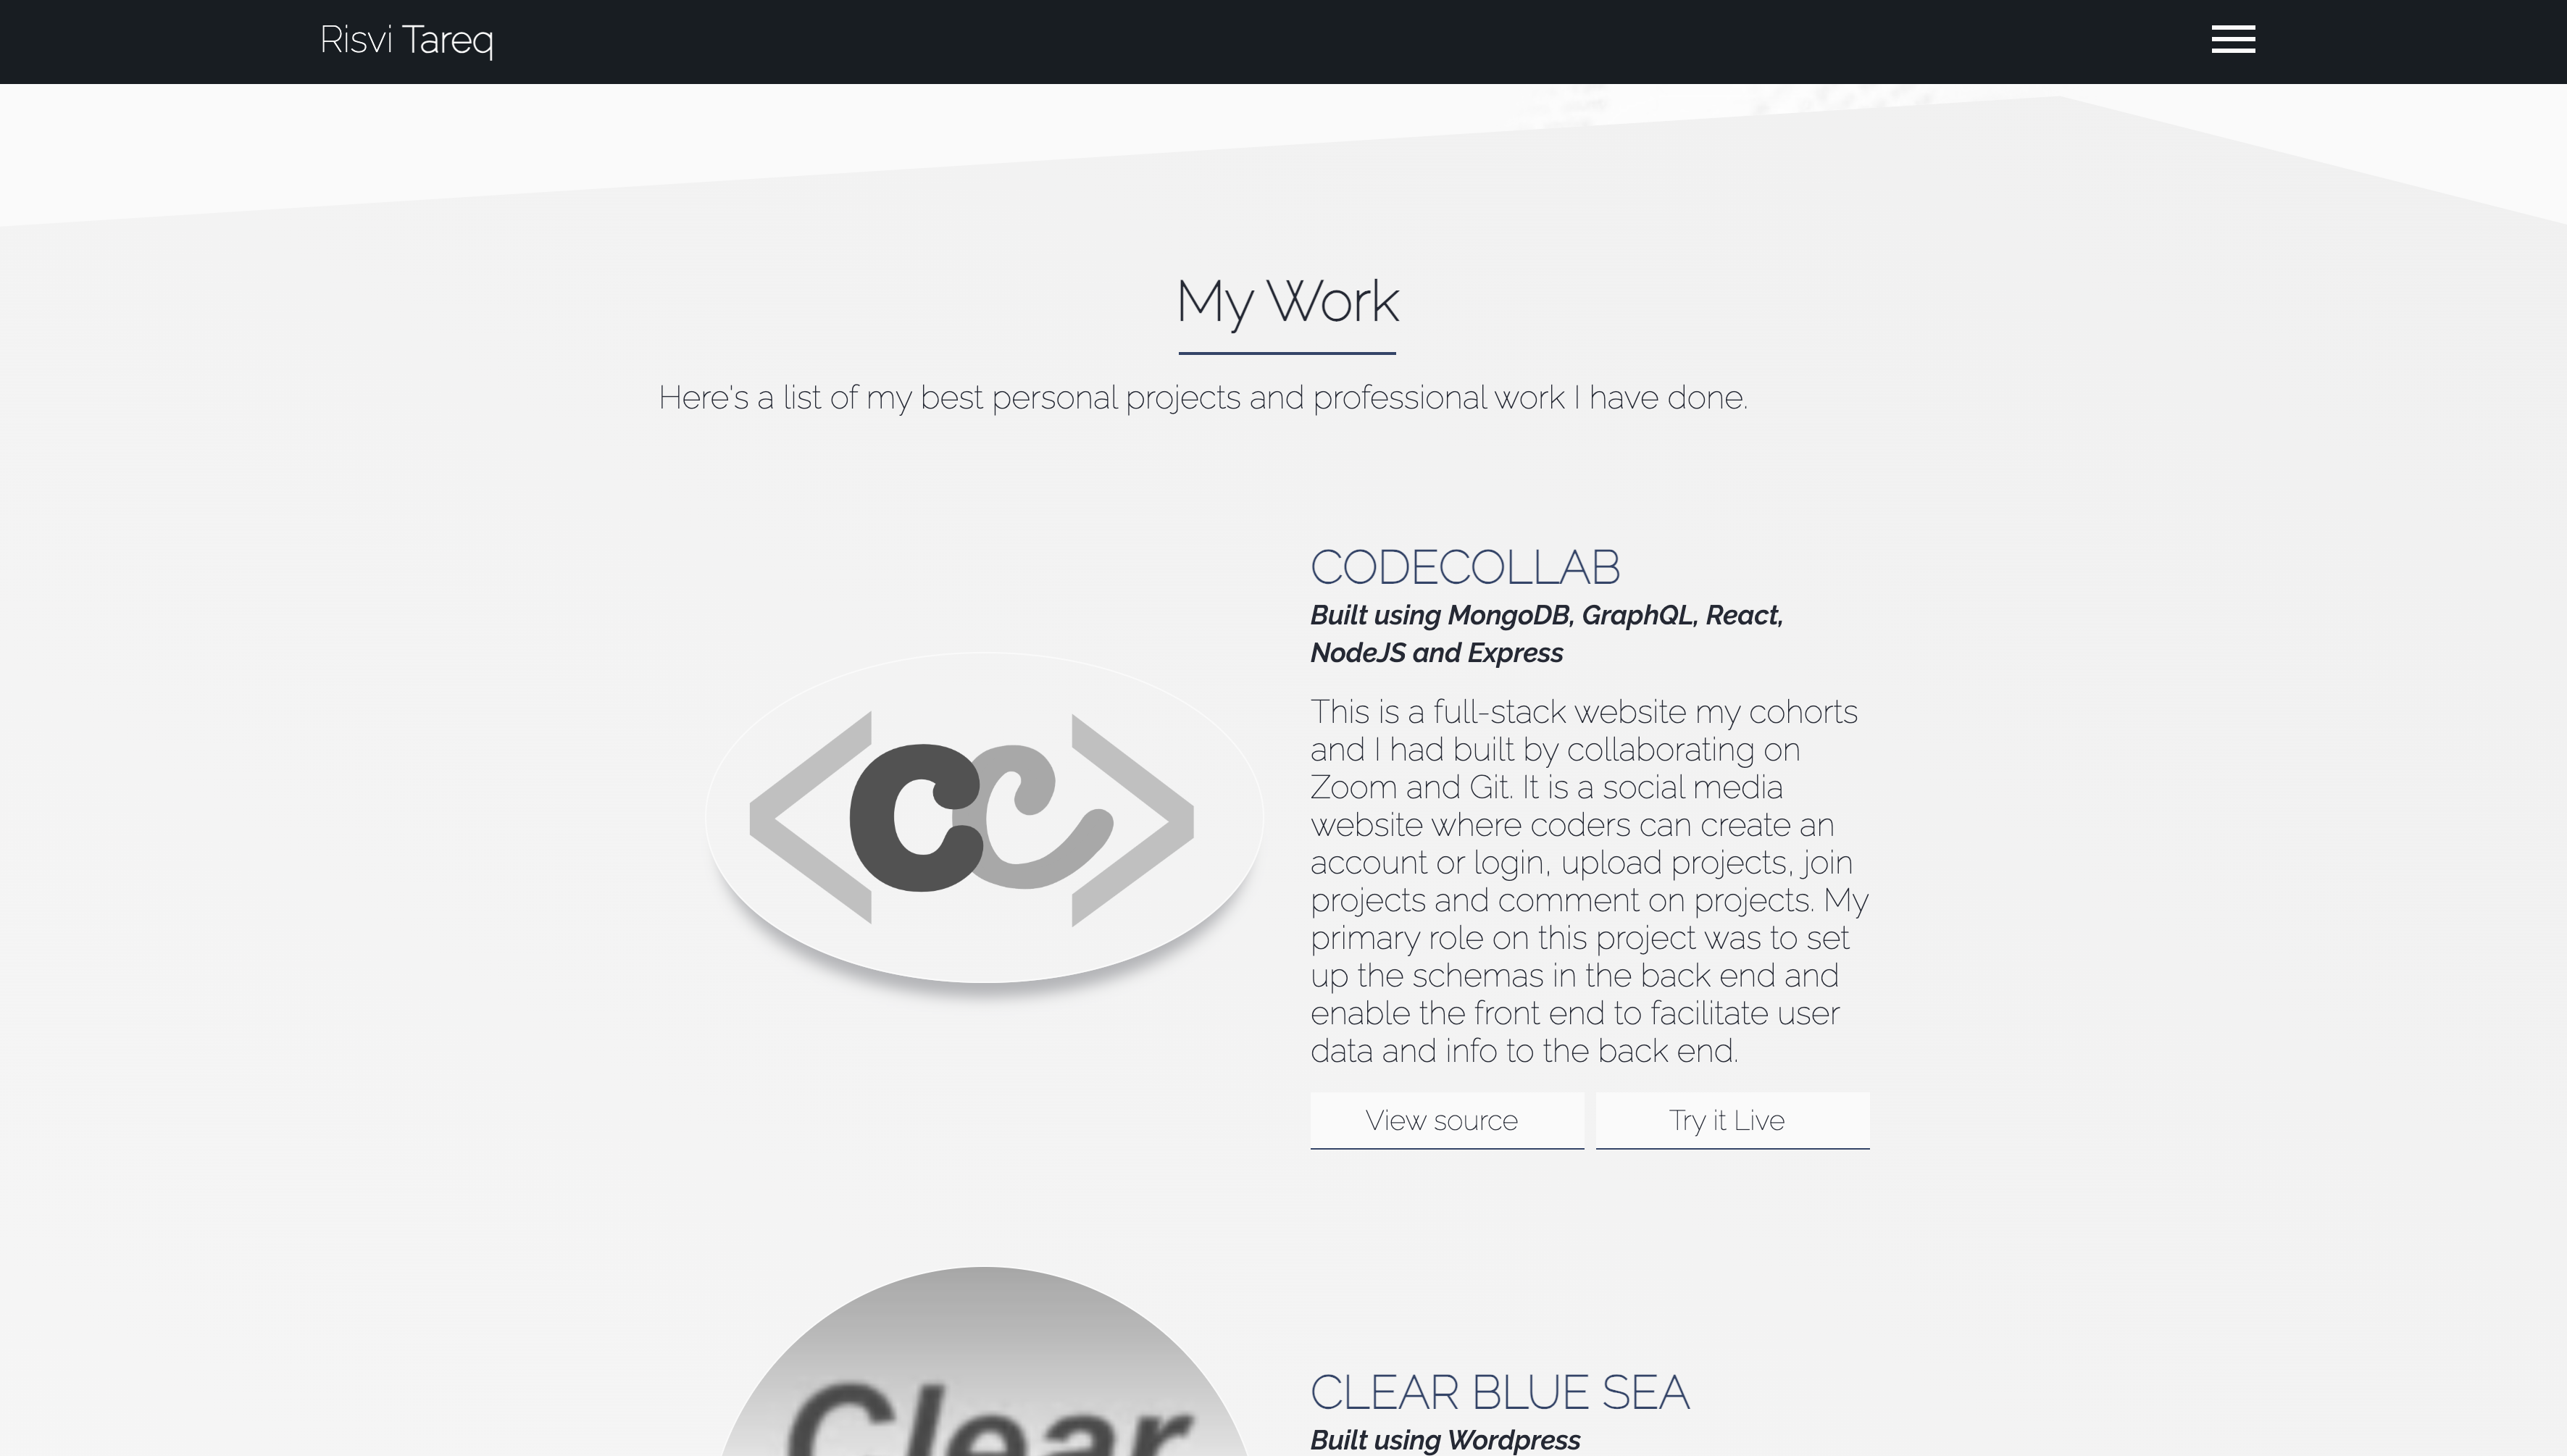 Risvi Tareq
My Work
Here's a list of my best personal projects and professional work I have done.
CODECOLLAB
Built using MongoDB, GraphQL, React,
NodeJS and Express
This is a full-stack website my cohorts
and I had built by collaborating on
Zoom and Git. It is a social media
website where coders can create an
account or login, upload projects, join
projects and comment on projects. My
primary role on this project was to set
up the schemas in the back end and
enable the front end to facilitate user
data and info to the back end.
<cc>
View source
Try it Live
Clear
CLEAR BLUE SEA
Built using Wordpress